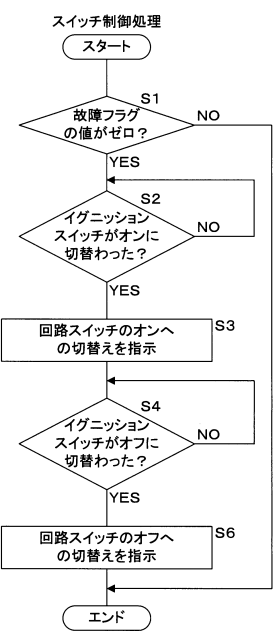 スイッチ制御処理
スタート
S1
故障フラグ
の値がゼロ？
NO
YES
S2
イグニッション
スイッチがオンに
切替わった？
NO
YES
回路スイッチのオンへ
の切替えを指示
S3
S4
イグニッション
スイッチがオフに
切替わった？
NO
YES
回路スイッチのオフへ
の切替えを指示
S6
エンド